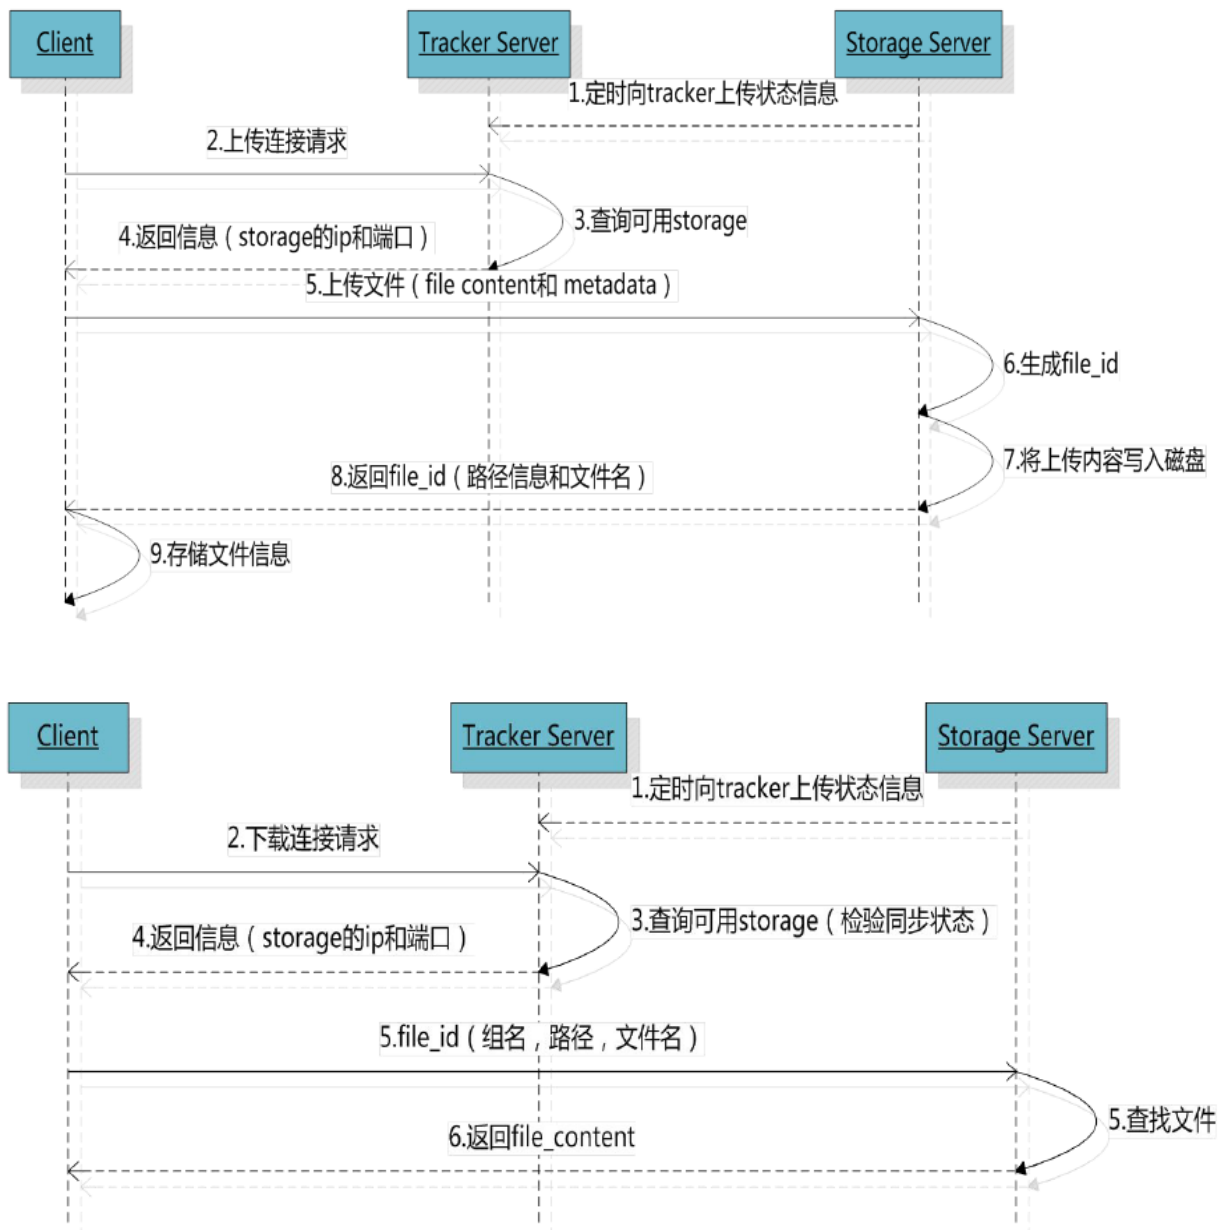 Client
Tracker Server
Storage Server
1.定时向tracker上传状态信息
2.上传连接请求
3.查询可用storage
4.返回信息（storage的ip和端口）
5.上传文件（file content和 metadata）
6.生成file_id
7.将上传内容写入磁盘
8.返回file_id（路径信息和文件名）
9.存储文件信息
Client
Tracker Server
Storage Server
1.定时向tracker上传状态信息
2.下载连接请求
3.查询可用storage（检验同步状态）
4.返回信息（storage的ip和端口）
5.file_id（组名，路径，文件名）
5.查找文件
6.返回file_content